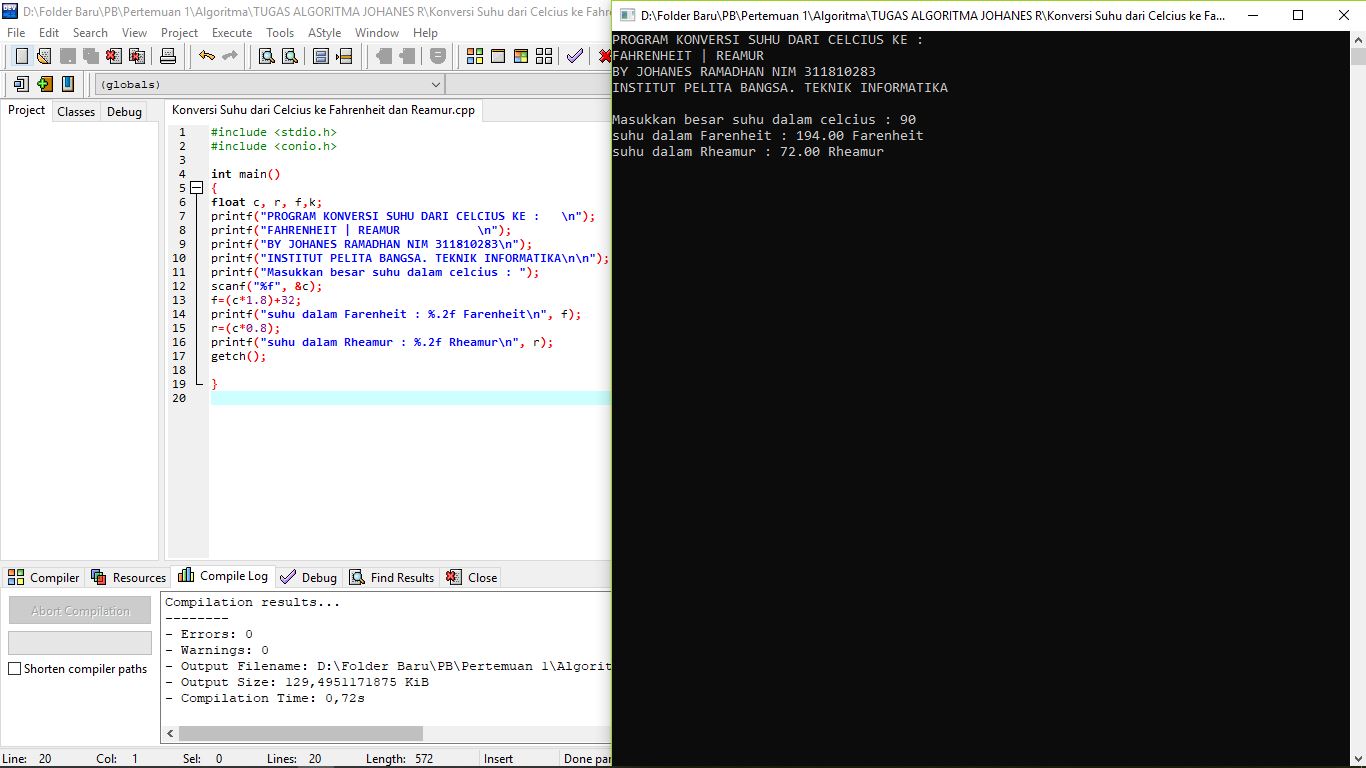 D:\Folder Baru\PB\Pertemuan 1\Algoritma\TUGAS ALGORITMA JOHANES R\Konversi Suhu dari Celcius ke Fahre
File Edit Search View Project Execute Tools AStyle Window Help
(globals)
Project Classes Debug
Konversi Suhu dari Celcius ke Fahrenheit dan Reamur.cpp
1 #include <stdio.h>
2 #include <conio.h>
3
4 int main()
5 {
6 float c, r, f,k;
7 printf("PROGRAM KONVERSI SUHU DARI CELCIUS KE :   \n");
8 printf("FAHRENHEIT | REAMUR          \n");
9 printf("BY JOHANES RAMADHAN NIM 311810283\n");
10 printf("INSTITUT PELITA BANGSA. TEKNIK INFORMATIKA\n\n");
11 printf("Masukkan besar suhu dalam celcius : ");
12 scanf("%f", &c);
13 f=(c*1.8)+32;
14 printf("suhu dalam Farenheit : %.2f Farenheit\n", f);
15 r=(c*0.8);
16 printf("suhu dalam Rheamur : %.2f Rheamur\n", r);
17 getch();
18
19 }
20
Compiler Resources Compile Log Debug Find Results Close
Abort Compilation
Shorten compiler paths
Compilation results...
--------
- Errors: 0
- Warnings: 0
- Output Filename: D:\Folder Baru\PB\Pertemuan 1\Algorit
- Output Size: 129,4951171875 KiB
- Compilation Time: 0,72s
Line: 20 Col: 1 Sel: 0 Lines: 20 Length: 572 Insert Done par
D:\Folder Baru\PB\Pertemuan 1\Algoritma\TUGAS ALGORITMA JOHANES R\Konversi Suhu dari Celcius ke Fa...
PROGRAM KONVERSI SUHU DARI CELCIUS KE :
FAHRENHEIT | REAMUR
BY JOHANES RAMADHAN NIM 311810283
INSTITUT PELITA BANGSA. TEKNIK INFORMATIKA
Masukkan besar suhu dalam celcius : 90
suhu dalam Farenheit : 194.00 Farenheit
suhu dalam Rheamur : 72.00 Rheamur